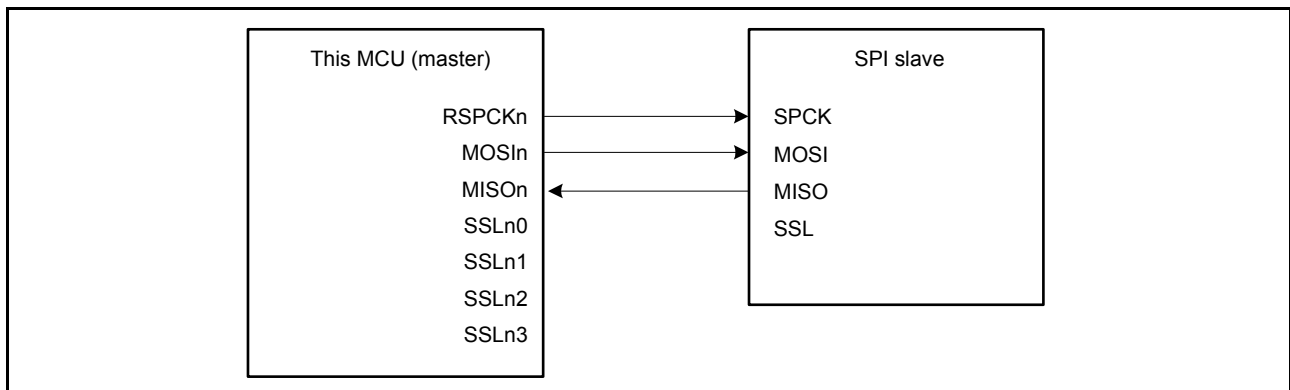 This MCU (master)
RSPCKn
MOSIn
MISOn
SSLn0
SSLn1
SSLn2
SSLn3
SPI slave
SPCK
MOSI
MISO
SSL